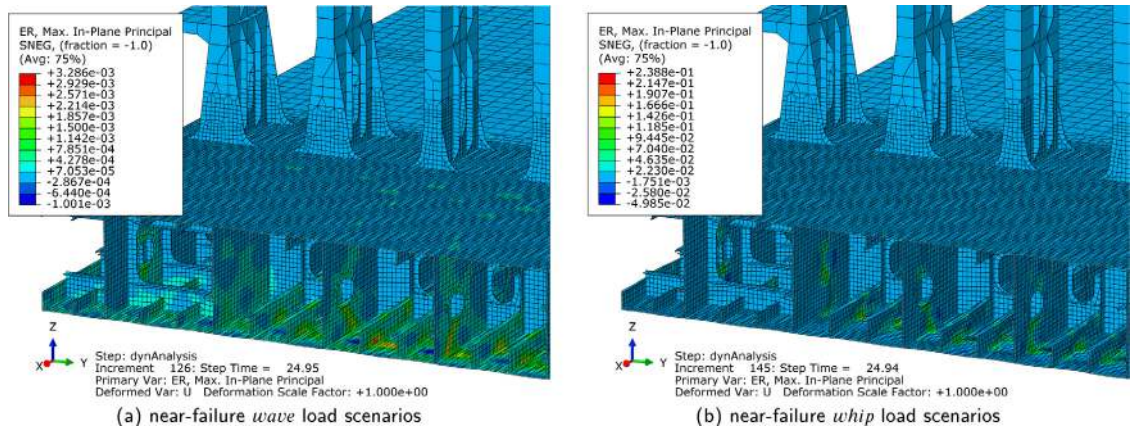 ER, Max. In-Plane Principal
SNEG, (fraction = -1.0)
(Avg: 75%)
+3.286e-03
+2.929e-03
+2.571e-03
+2.214e-03
+1.857e-03
+1.500e-03
+1.142e-03
+7.851e-04
+4.278e-04
+7.053e-05
-2.867e-04
-6.440e-04
-1.001e-03
Z
X
Y
Step: dynAnalysis
Increment 126: Step Time = 24.95
Primary Var: ER, Max. In-Plane Principal
Deformed Var: U Deformation Scale Factor: +1.000e+00
(a) near-failure wave load scenarios
ER, Max. In-Plane Principal
SNEG, (fraction = -1.0)
(Avg: 75%)
+2.388e-01
+2.147e-01
+1.907e-01
+1.666e-01
+1.426e-01
+1.185e-01
+9.445e-02
+7.040e-02
+4.635e-02
+2.230e-02
-1.751e-03
-2.580e-02
-4.985e-02
Z
X
Y
Step: dynAnalysis
Increment 145: Step Time = 24.94
Primary Var: ER, Max. In-Plane Principal
Deformed Var: U Deformation Scale Factor: +1.000e+00
(b) near-failure whip load scenarios